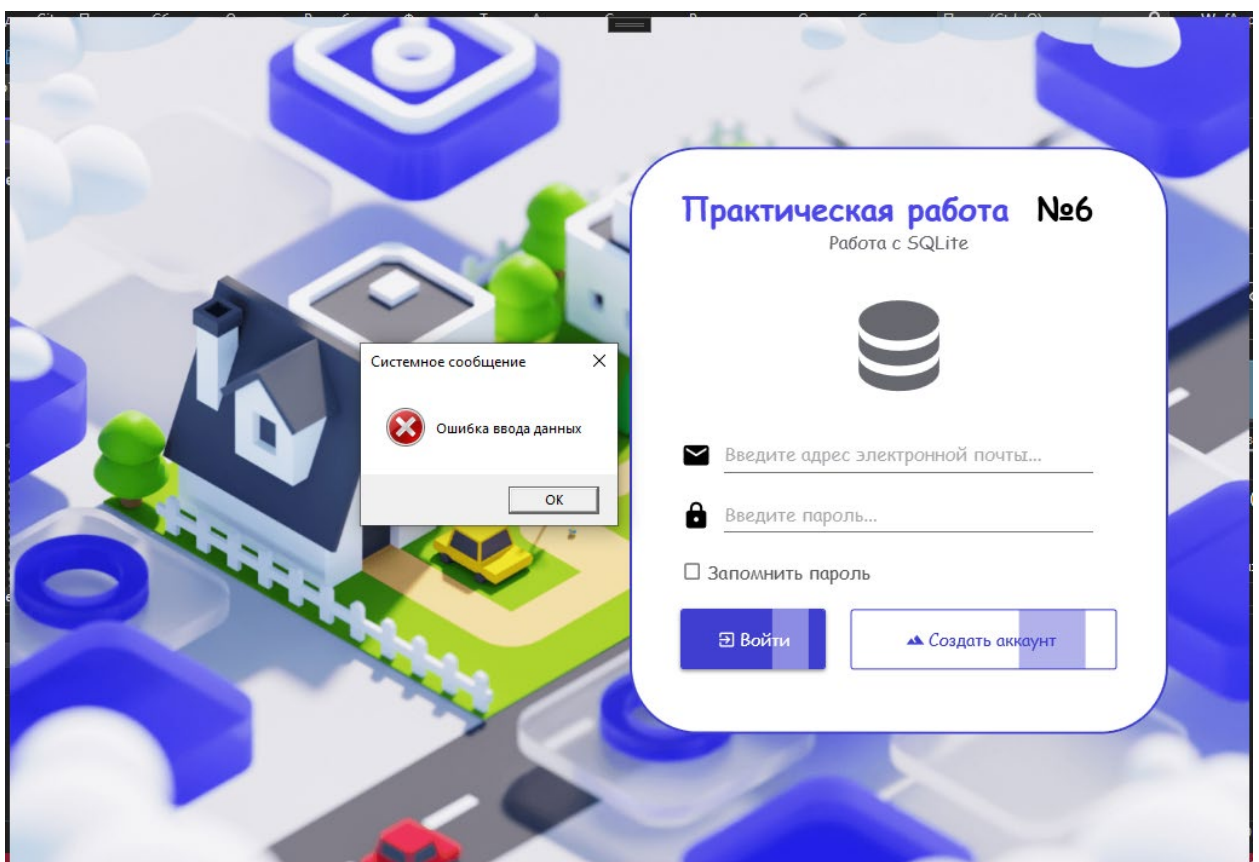 Практическая работа №6
Работа с SQLite
Системное сообщение
Ошибка ввода данных
ОК
Введите адрес электронной почты...
Введите пароль...
Запомнить пароль
Войти
Создать аккаунт